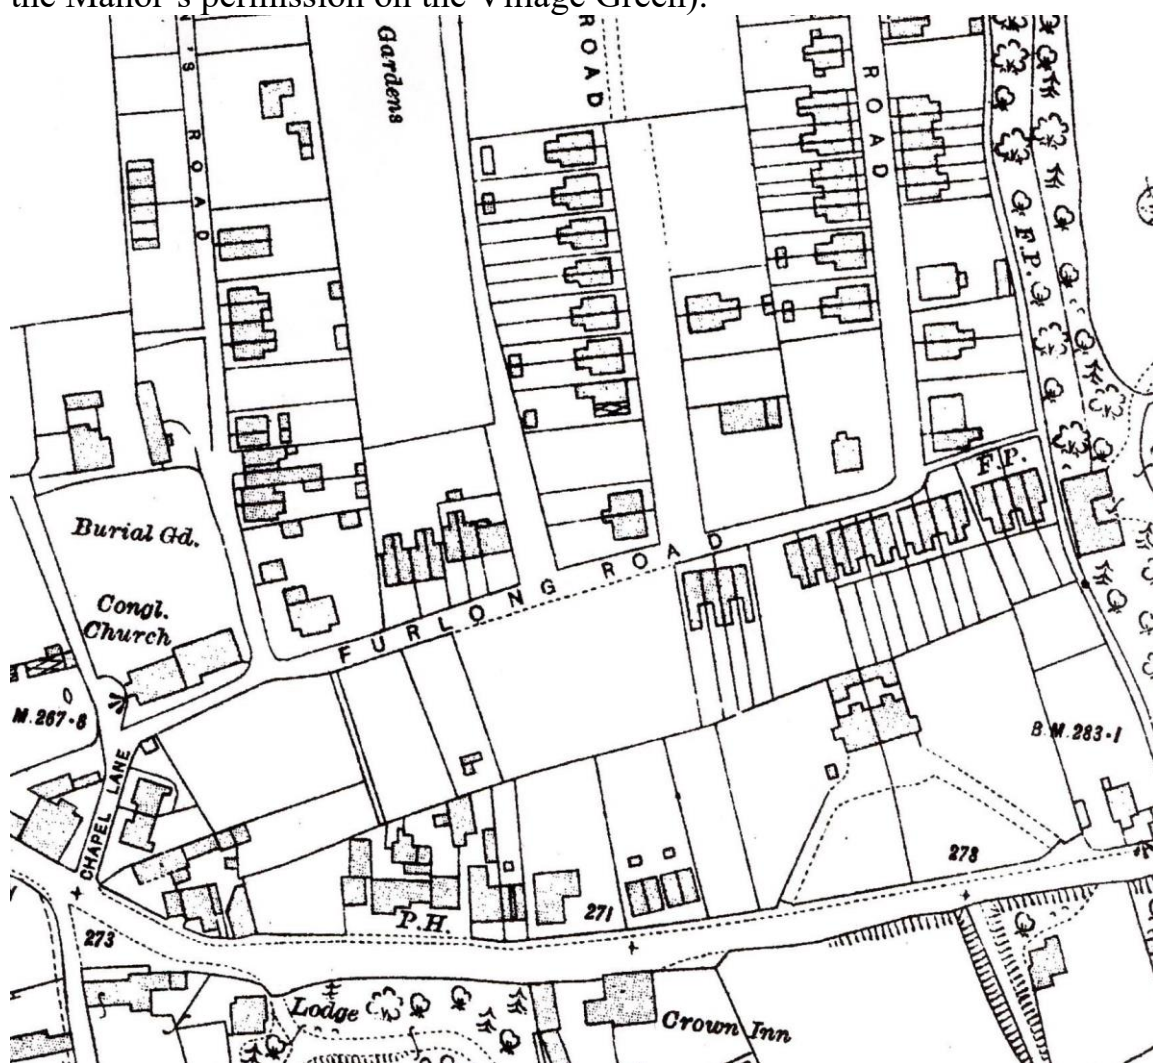 the Manor's permission on the Village Green).
'S ROAD
Gardens
ROAD
ROAD
F.P.
F.P.
Burial Gd.
Congl.
Church
FURLONG ROAD
M. 267·8
CHAPEL LANE
B.M. 283·1
278
P.H.
271
273
Lodge
Crown Inn